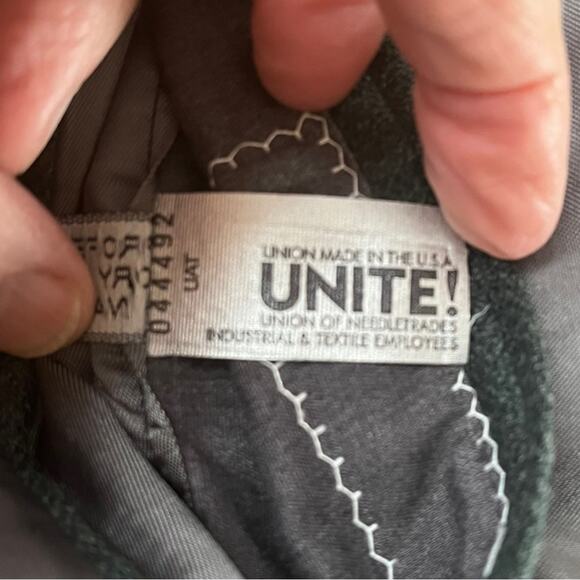 UNION MADE IN THE U.S.A.
UNITE!
UNION OF NEEDLETRADES
INDUSTRIAL & TEXTILE EMPLOYEES
UAT
044492